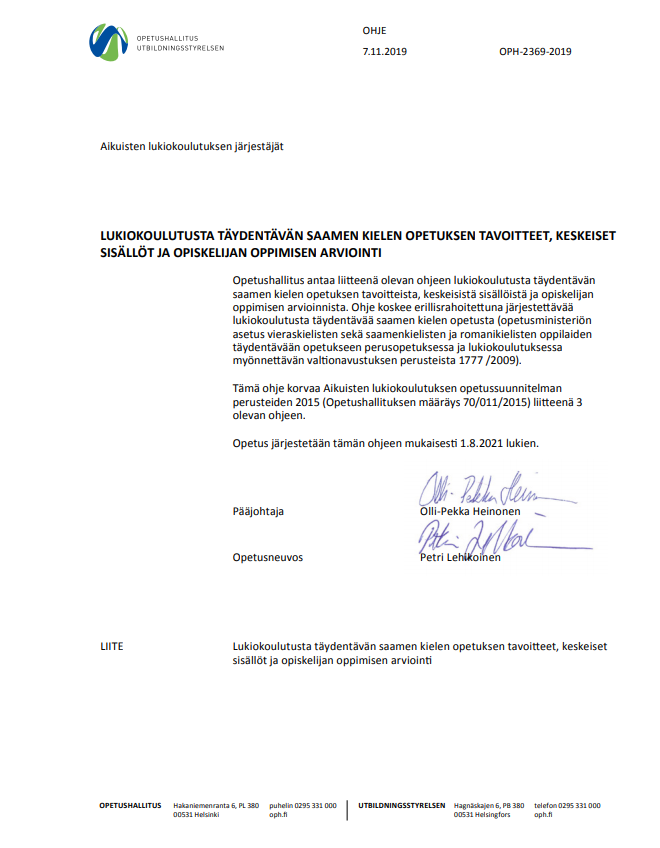 OPETUSHALLITUS
UTBILDNINGSSTYRELSEN
OHJE
7.11.2019 OPH-2369-2019
Aikuisten lukiokoulutuksen järjestäjät
LUKIOKOULUTUSTA TÄYDENTÄVÄN SAAMEN KIELEN OPETUKSEN TAVOITTEET, KESKEISET
SISÄLLÖT JA OPISKELIJAN OPPIMISEN ARVIOINTI
Opetushallitus antaa liitteenä olevan ohjeen lukiokoulutusta täydentävän
saamen kielen opetuksen tavoitteista, keskeisistä sisällöistä ja opiskelijan
oppimisen arvioinnista. Ohje koskee erillisrahoitettuna järjestettävää
lukiokoulutusta täydentävää saamen kielen opetusta (opetusministeriön
asetus vieraskielisten sekä saamenkielisten ja romanikielisten oppilaiden
täydentävään opetukseen perusopetuksessa ja lukiokoulutuksessa
myönnettävän valtionavustuksen perusteista 1777 /2009).
Tämä ohje korvaa Aikuisten lukiokoulutuksen opetussuunnitelman
perusteiden 2015 (Opetushallituksen määräys 70/011/2015) liitteenä 3
olevan ohjeen.
Opetus järjestetään tämän ohjeen mukaisesti 1.8.2021 lukien.
Olli-Pekka Heinonen
Pääjohtaja Olli-Pekka Heinonen
Opetusneuvos Petri Lehikoinen
LIITE Lukiokoulutusta täydentävän saamen kielen opetuksen tavoitteet, keskeiset
sisällöt ja opiskelijan oppimisen arviointi
OPETUSHALLITUS Hakaniemenranta 6, PL 380 puhelin 0295 331 000 UTBILDNINGSSTYRELSEN Hagnäskajen 6, PB 380 telefon 0295 331 000
00531 Helsinki oph.fi 00531 Helsingfors oph.fi